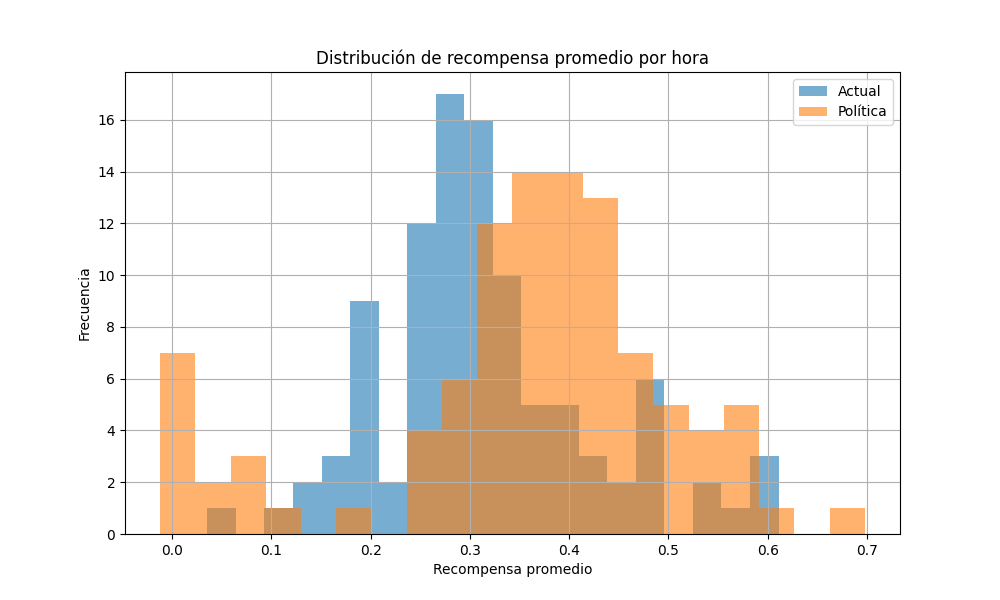 Distribución de recompensa promedio por hora
Actual
Política
Frecuencia
16
14
12
10
8
6
4
2
0
0.0 0.1 0.2 0.3 0.4 0.5 0.6 0.7
Recompensa promedio